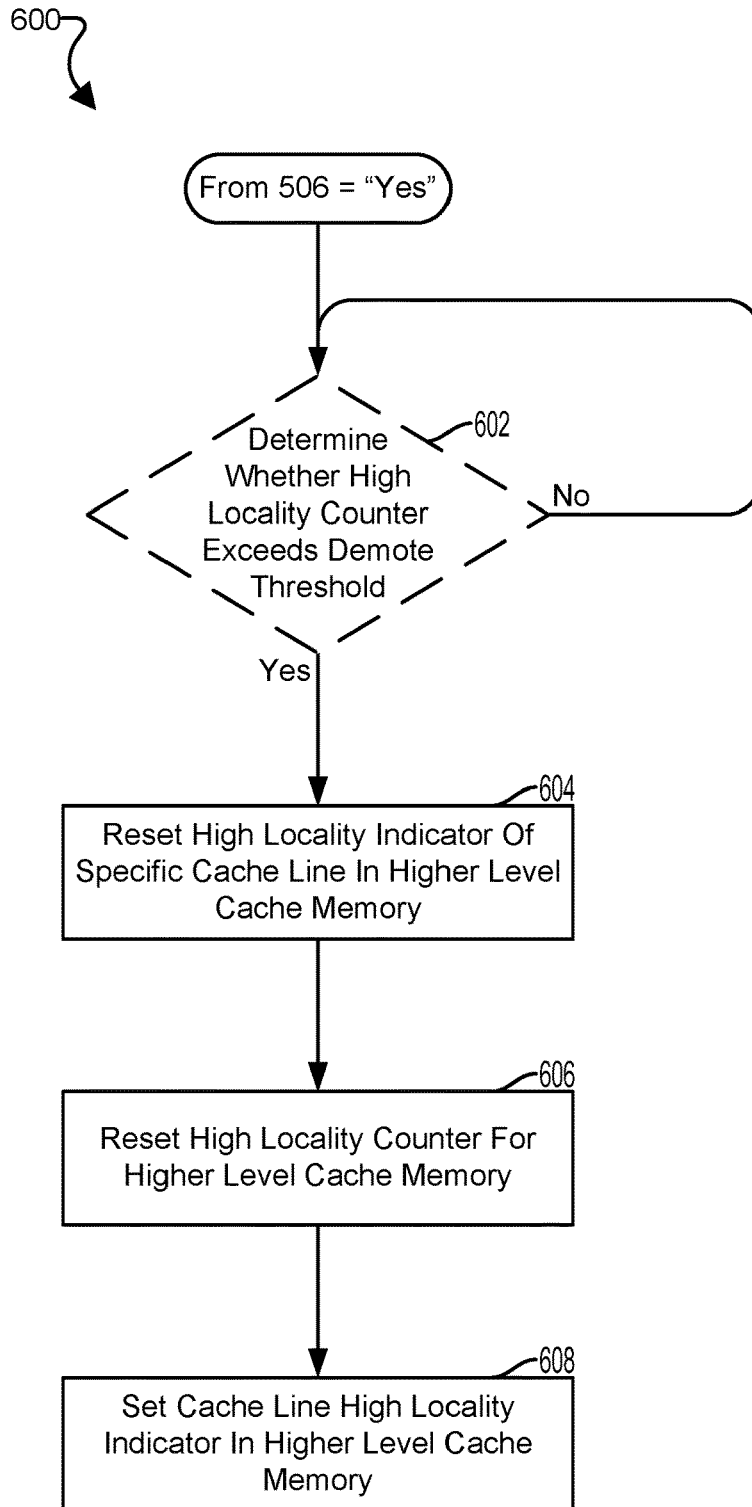 600
From 506 = “Yes”
602
Determine
Whether High
Locality Counter
Exceeds Demote
Threshold
No
Yes
604
Reset High Locality Indicator Of
Specific Cache Line In Higher Level
Cache Memory
606
Reset High Locality Counter For
Higher Level Cache Memory
608
Set Cache Line High Locality
Indicator In Higher Level Cache
Memory